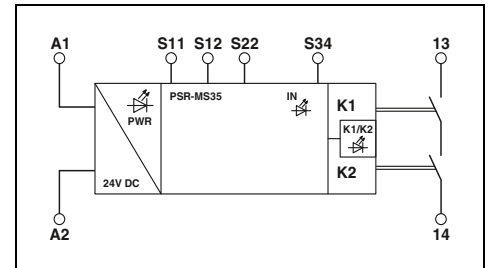 A1 S11 S12 S22 S34 13
PSR-MS35 IN K1
PWR K1/K2
24V DC K2
A2 14